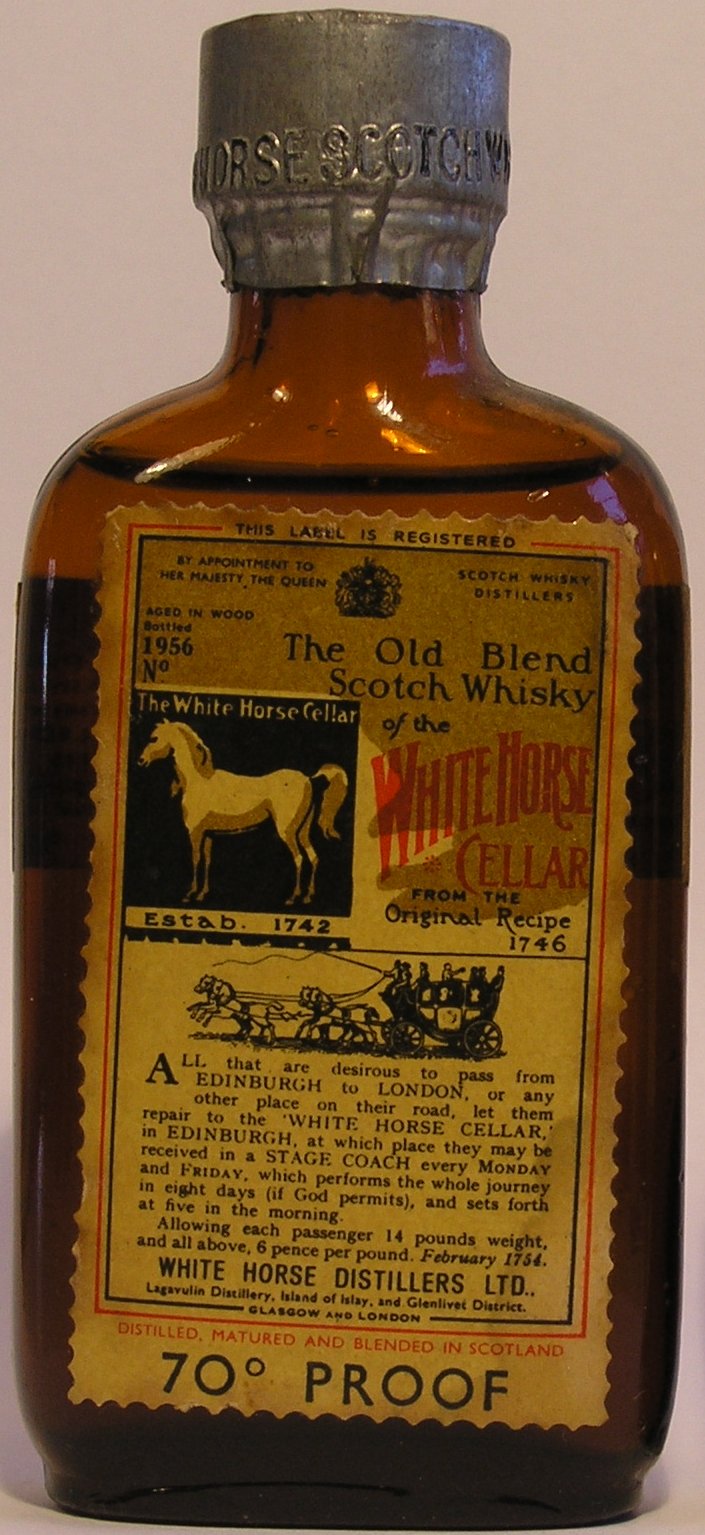 HORSE SCOTCH
THIS LABEL IS REGISTERED
BY APPOINTMENT TO
HER MAJESTY THE QUEEN
SCOTCH WHISKY
DISTILLERS
AGED IN WOOD
Bottled
1956
Nº
The Old Blend
Scotch Whisky
of the
WHITE HORSE
CELLAR
FROM THE
Original Recipe
1746
The White Horse Cellar
Estab. 1742
ALL that are desirous to pass from
EDINBURGH to LONDON, or any
other place on their road, let them
repair to the 'WHITE HORSE CELLAR,'
in EDINBURGH, at which place they may be
received in a STAGE COACH every MONDAY
and FRIDAY, which performs the whole journey
in eight days (if God permits), and sets forth
at five in the morning.
Allowing each passenger 14 pounds weight,
and all above, 6 pence per pound. February 1754.
WHITE HORSE DISTILLERS LTD.,
Lagavulin Distillery, Island of Islay, and Glenlivet District.
GLASGOW AND LONDON
DISTILLED, MATURED AND BLENDED IN SCOTLAND
70º PROOF